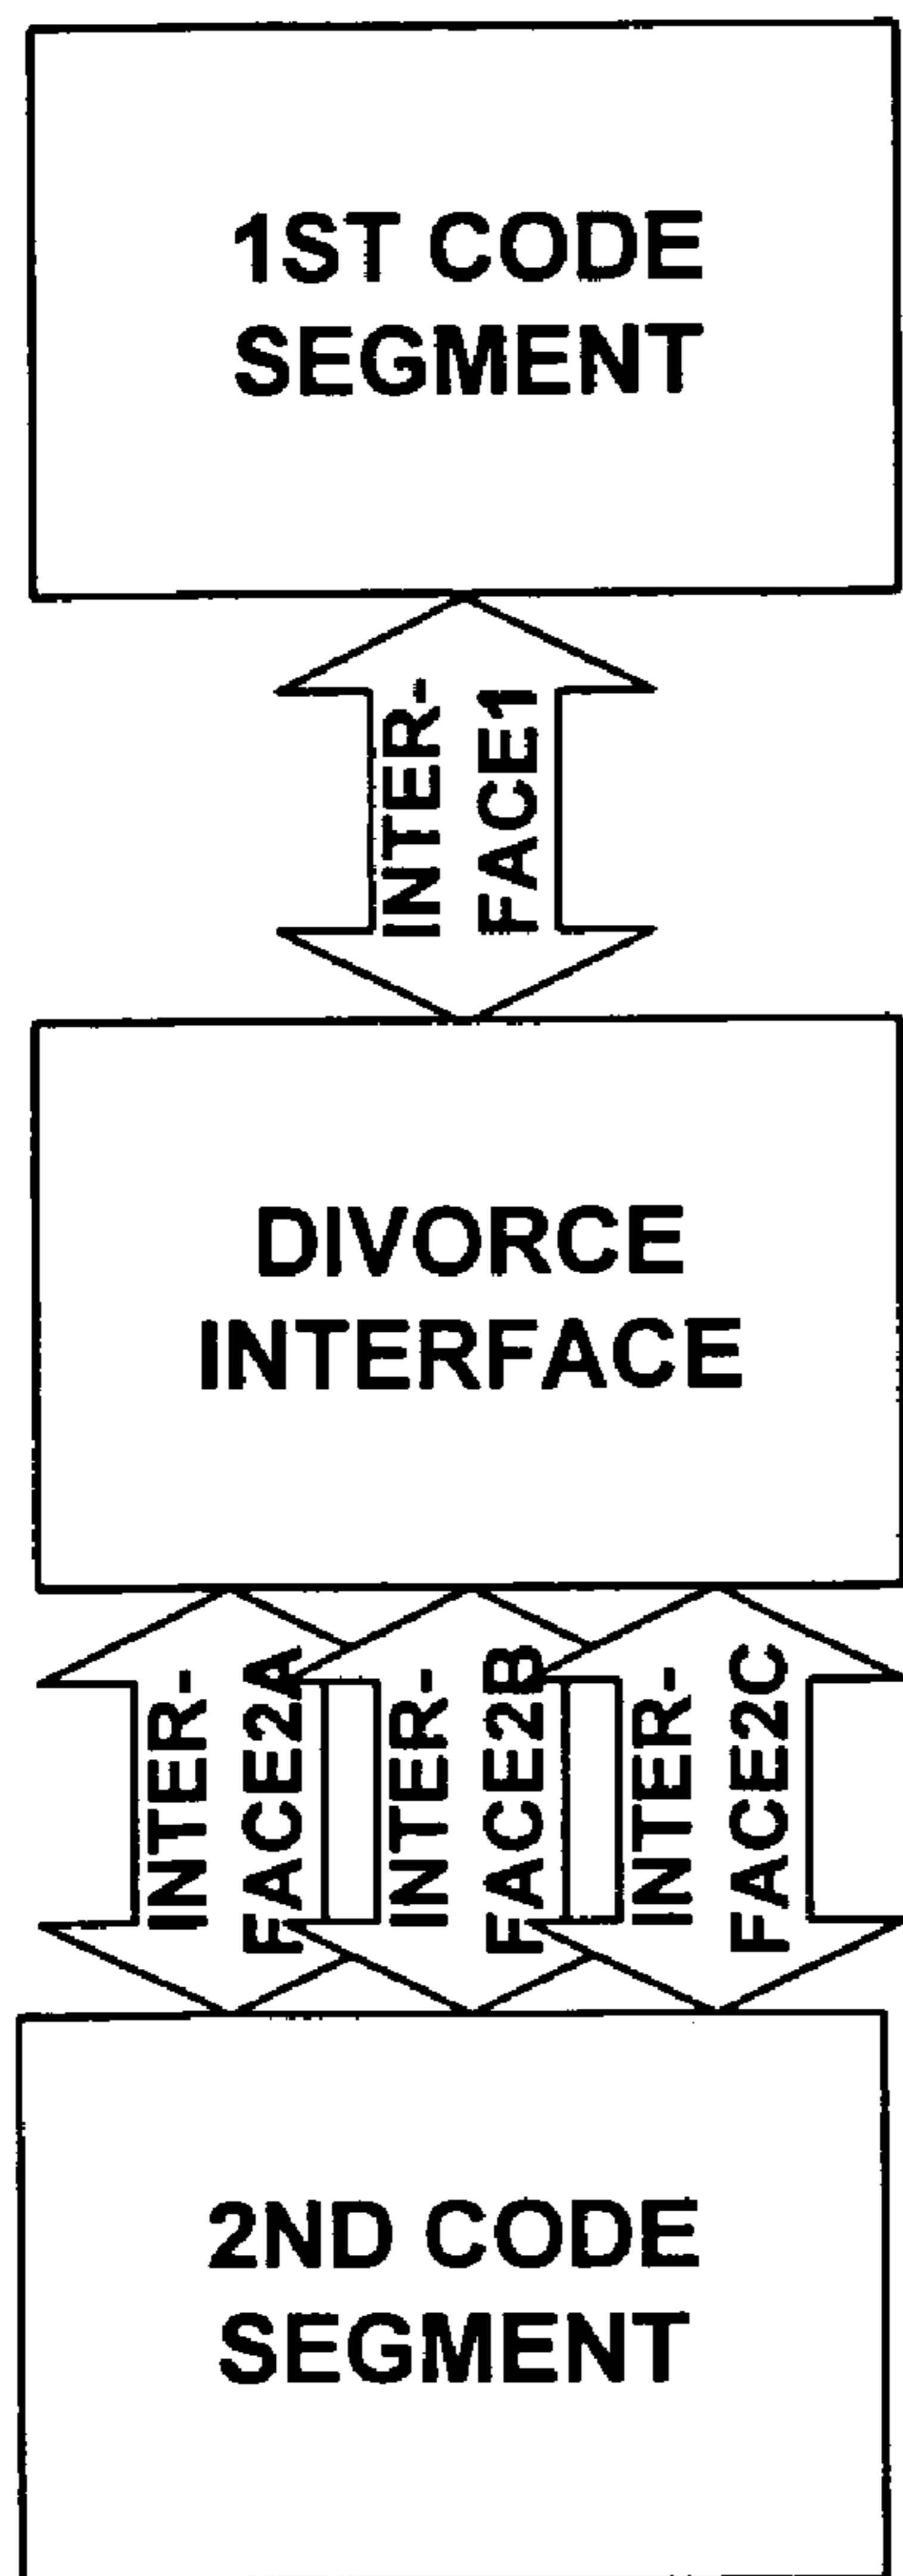 1ST CODE
SEGMENT
INTER-
FACE1
DIVORCE
INTERFACE
INTER-
FACE2A
INTER-
FACE2B
INTER-
FACE2C
2ND CODE
SEGMENT